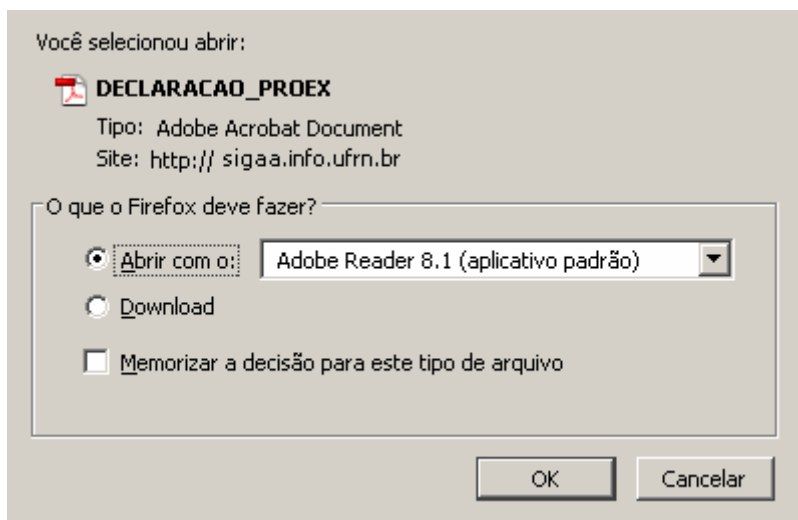 Você selecionou abrir:
DECLARACAO_PROEX
Tipo: Adobe Acrobat Document
Site: http:// sigaa.info.ufrn.br
O que o Firefox deve fazer?
Abrir com o: Adobe Reader 8.1 (aplicativo padrão)
Download
Memorizar a decisão para este tipo de arquivo
OK Cancelar